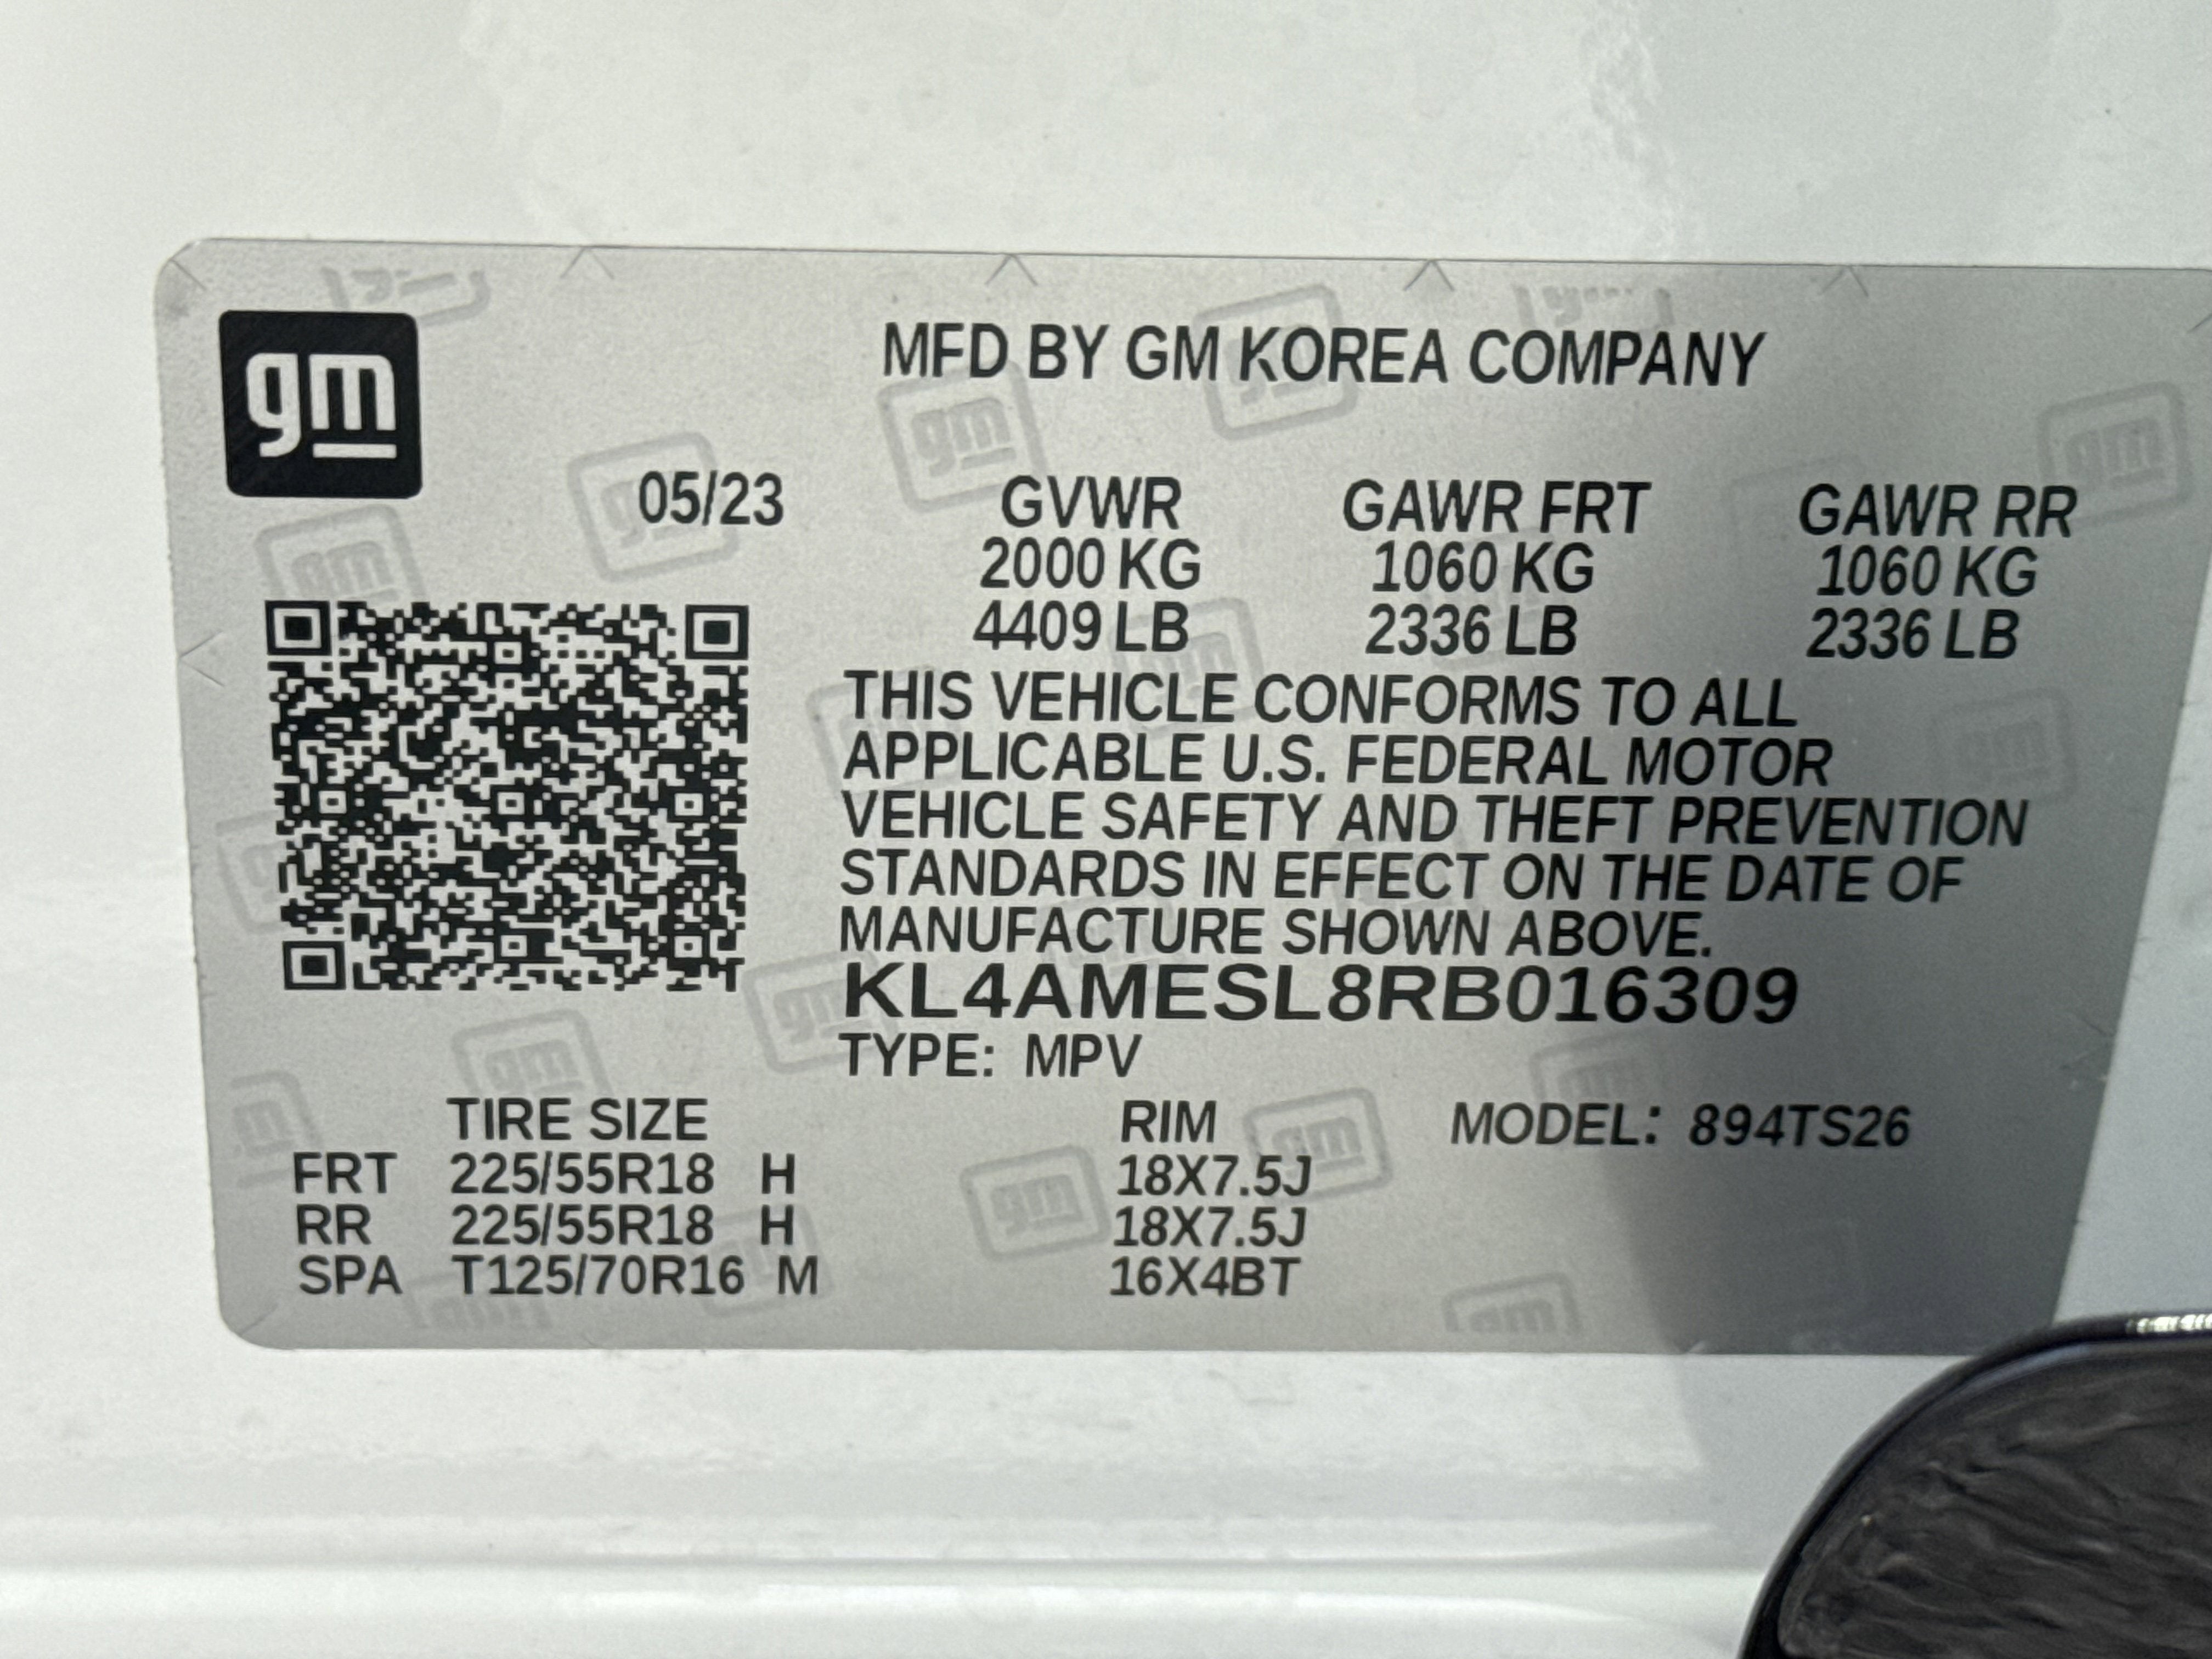 gm
MFD BY GM KOREA COMPANY
05/23 GVWR GAWR FRT GAWR RR
2000 KG 1060 KG 1060 KG
4409 LB 2336 LB 2336 LB
THIS VEHICLE CONFORMS TO ALL
APPLICABLE U.S. FEDERAL MOTOR
VEHICLE SAFETY AND THEFT PREVENTION
STANDARDS IN EFFECT ON THE DATE OF
MANUFACTURE SHOWN ABOVE.
KL4AMESL8RB016309
TYPE: MPV
TIRE SIZE RIM MODEL: 894TS26
FRT 225/55R18 H 18X7.5J
RR 225/55R18 H 18X7.5J
SPA T125/70R16 M 16X4BT